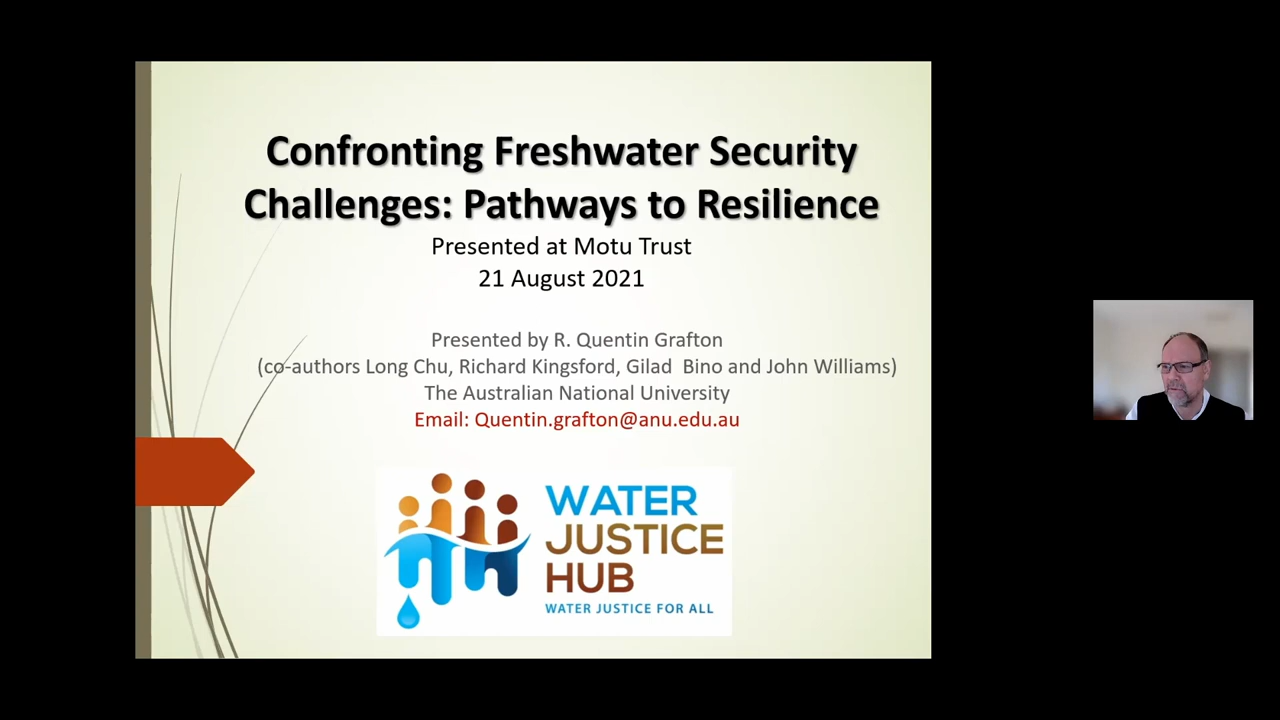 Confronting Freshwater Security
Challenges: Pathways to Resilience
Presented at Motu Trust
21 August 2021
Presented by R. Quentin Grafton
(co-authors Long Chu, Richard Kingsford, Gilad  Bino and John Williams)
The Australian National University
Email: Quentin.grafton@anu.edu.au
WATER
JUSTICE
HUB
WATER JUSTICE FOR ALL